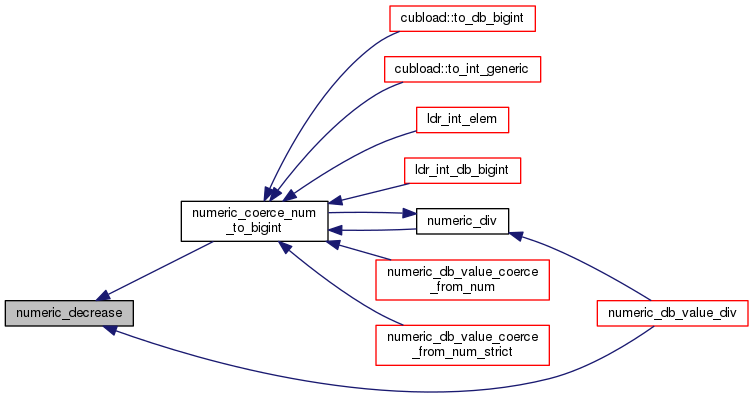 cubload::to_db_bigint
cubload::to_int_generic
ldr_int_elem
ldr_int_db_bigint
numeric_coerce_num
_to_bigint
numeric_div
numeric_db_value_coerce
_from_num
numeric_decrease
numeric_db_value_div
numeric_db_value_coerce
_from_num_strict